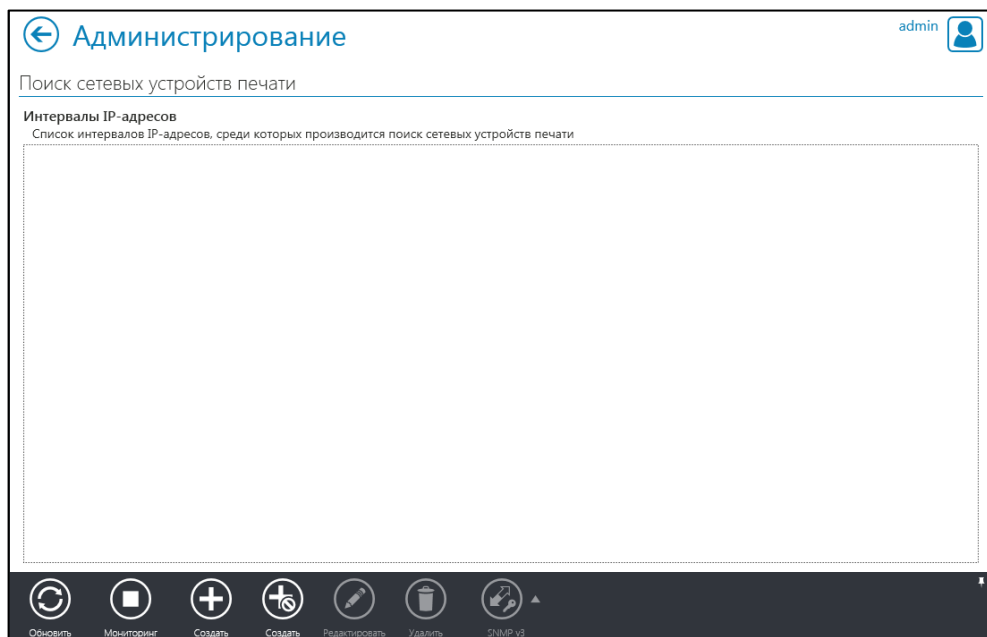 Администрирование
admin
Поиск сетевых устройств печати
Интервалы IP-адресов
Список интервалов IP-адресов, среди которых производится поиск сетевых устройств печати
Обновить Мониторинг Создать Создать Редактировать Удалить SNMP v3